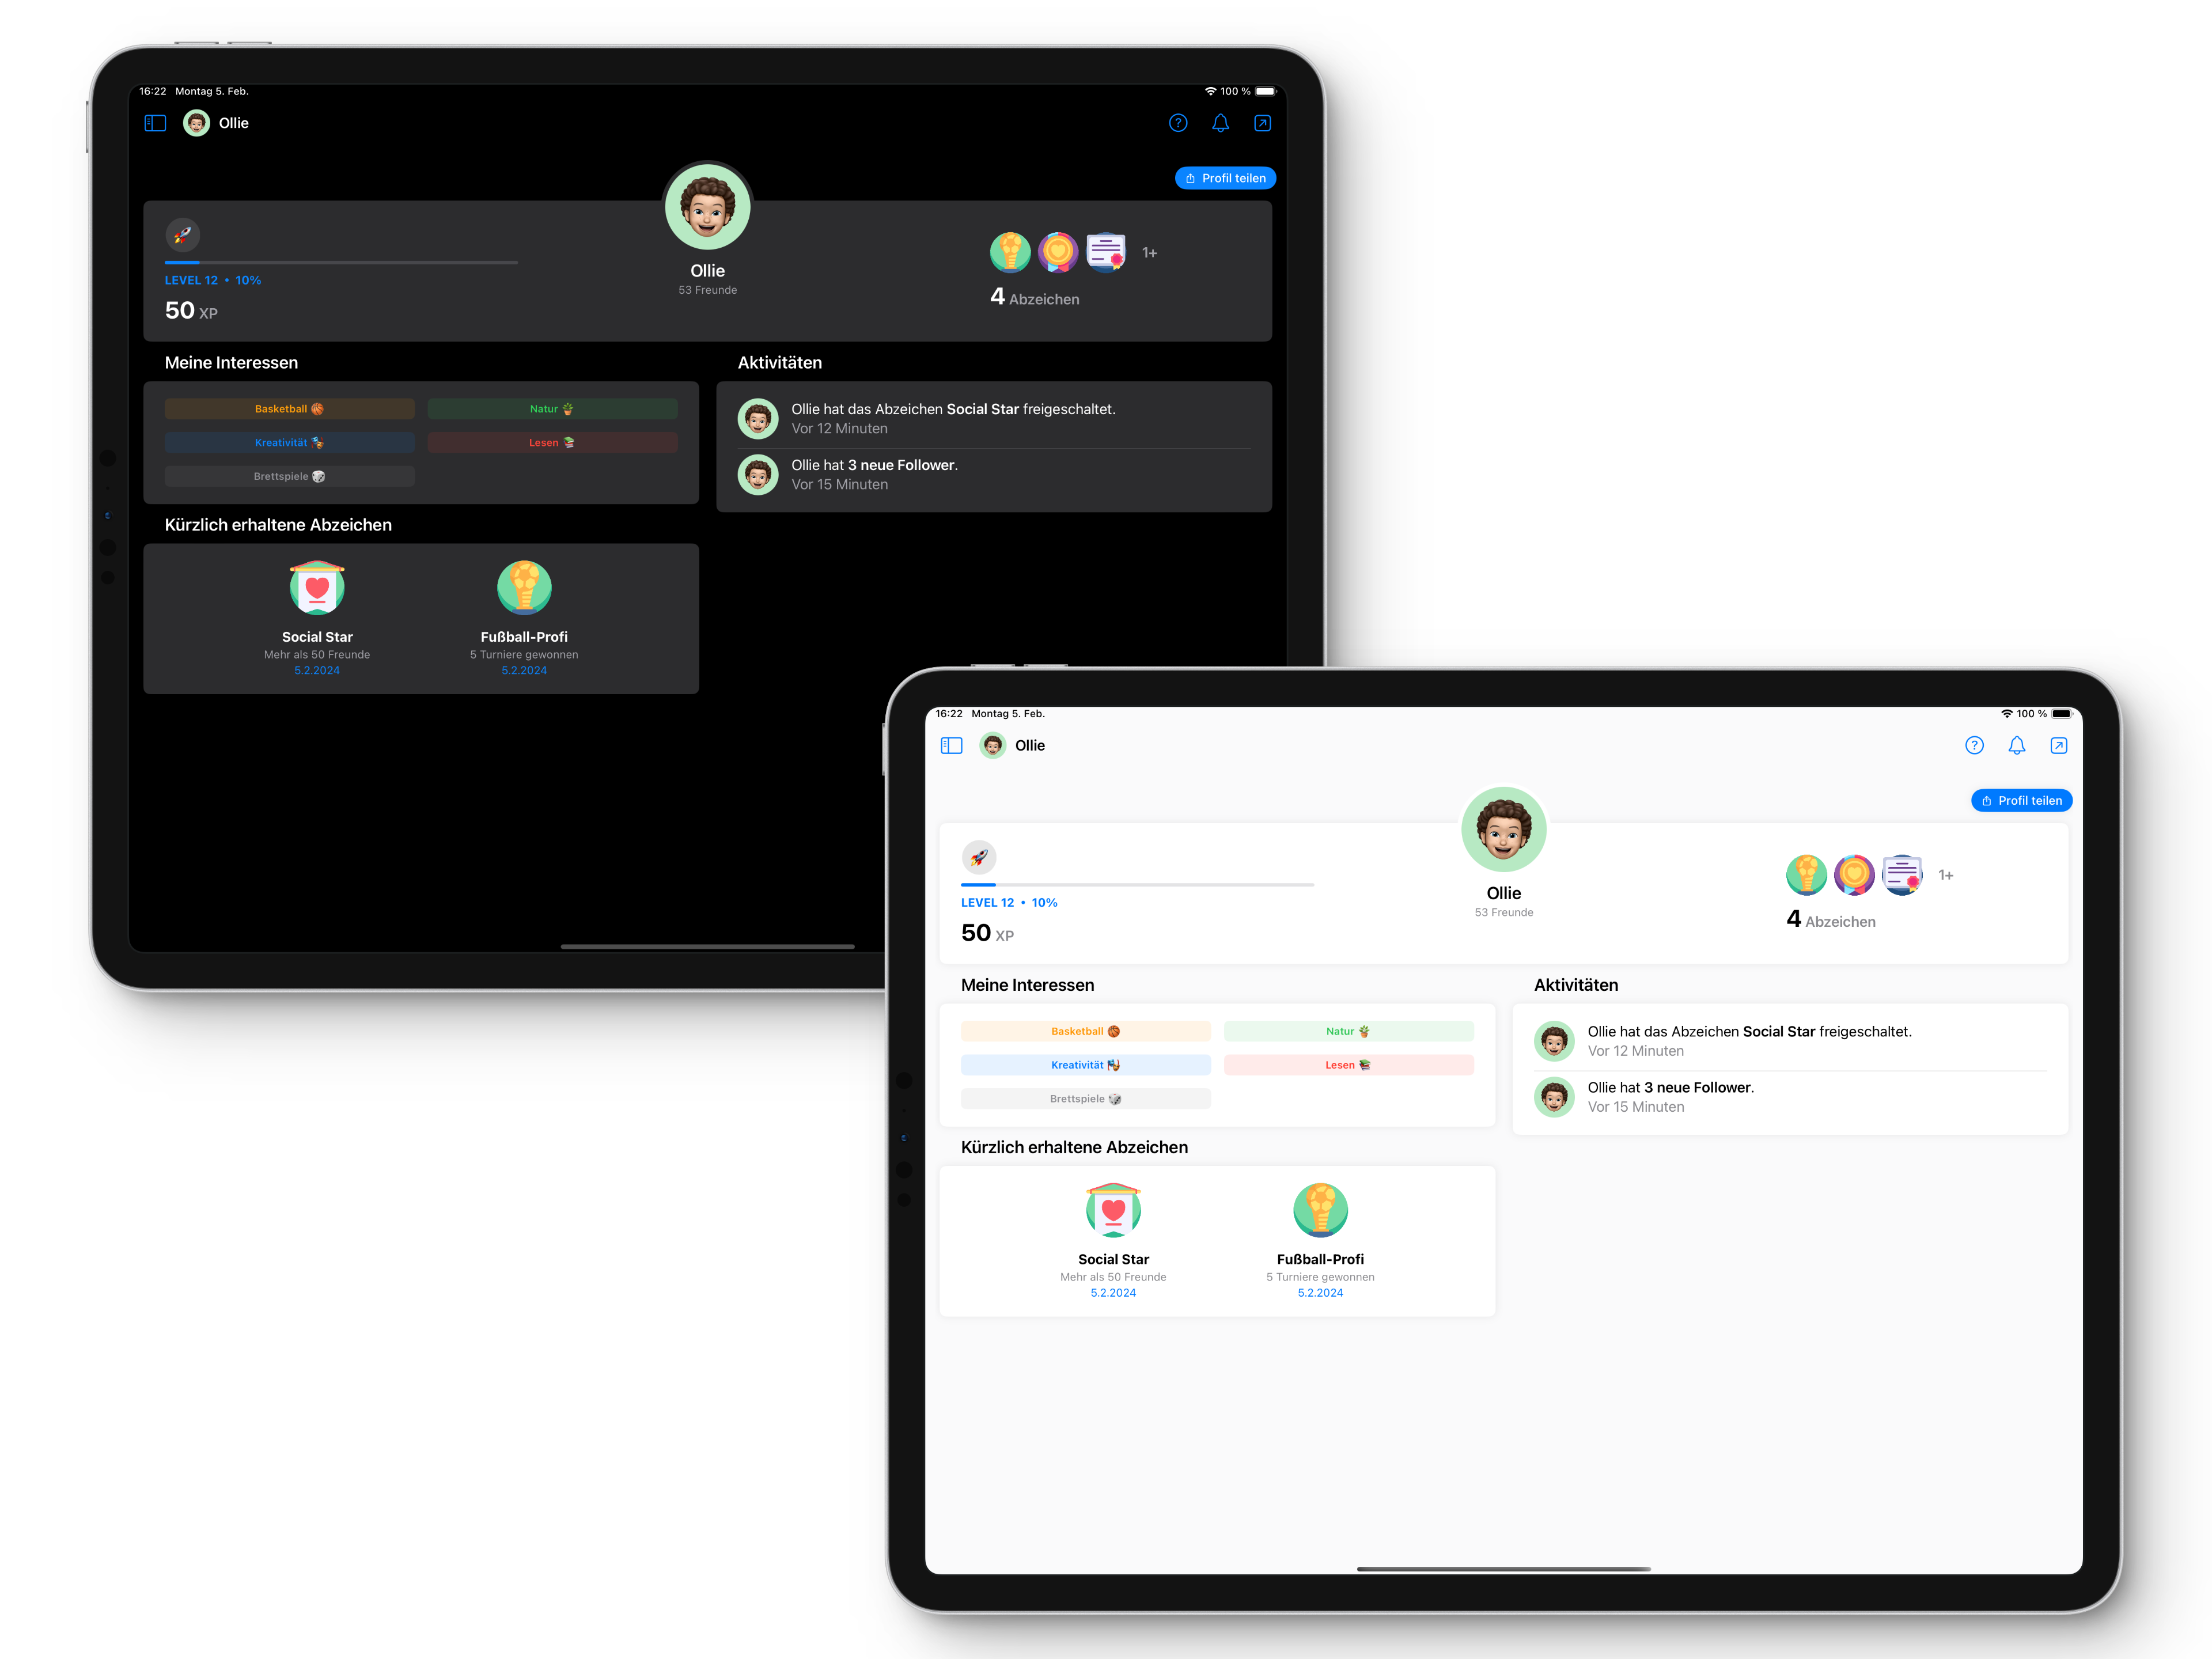 16:22 Montag 5. Feb.
100 %
Ollie
Profil teilen
LEVEL 12 • 10%
50 XP
Ollie
53 Freunde
1+
4 Abzeichen
Meine Interessen
Basketball
Natur
Kreativität
Lesen
Brettspiele
Aktivitäten
Ollie hat das Abzeichen Social Star freigeschaltet.
Vor 12 Minuten
Ollie hat 3 neue Follower.
Vor 15 Minuten
Kürzlich erhaltene Abzeichen
Social Star
Mehr als 50 Freunde
5.2.2024
Fußball-Profi
5 Turniere gewonnen
5.2.2024
16:22 Montag 5. Feb.
100 %
Ollie
Profil teilen
LEVEL 12 • 10%
50 XP
Ollie
53 Freunde
1+
4 Abzeichen
Meine Interessen
Basketball
Natur
Kreativität
Lesen
Brettspiele
Aktivitäten
Ollie hat das Abzeichen Social Star freigeschaltet.
Vor 12 Minuten
Ollie hat 3 neue Follower.
Vor 15 Minuten
Kürzlich erhaltene Abzeichen
Social Star
Mehr als 50 Freunde
5.2.2024
Fußball-Profi
5 Turniere gewonnen
5.2.2024